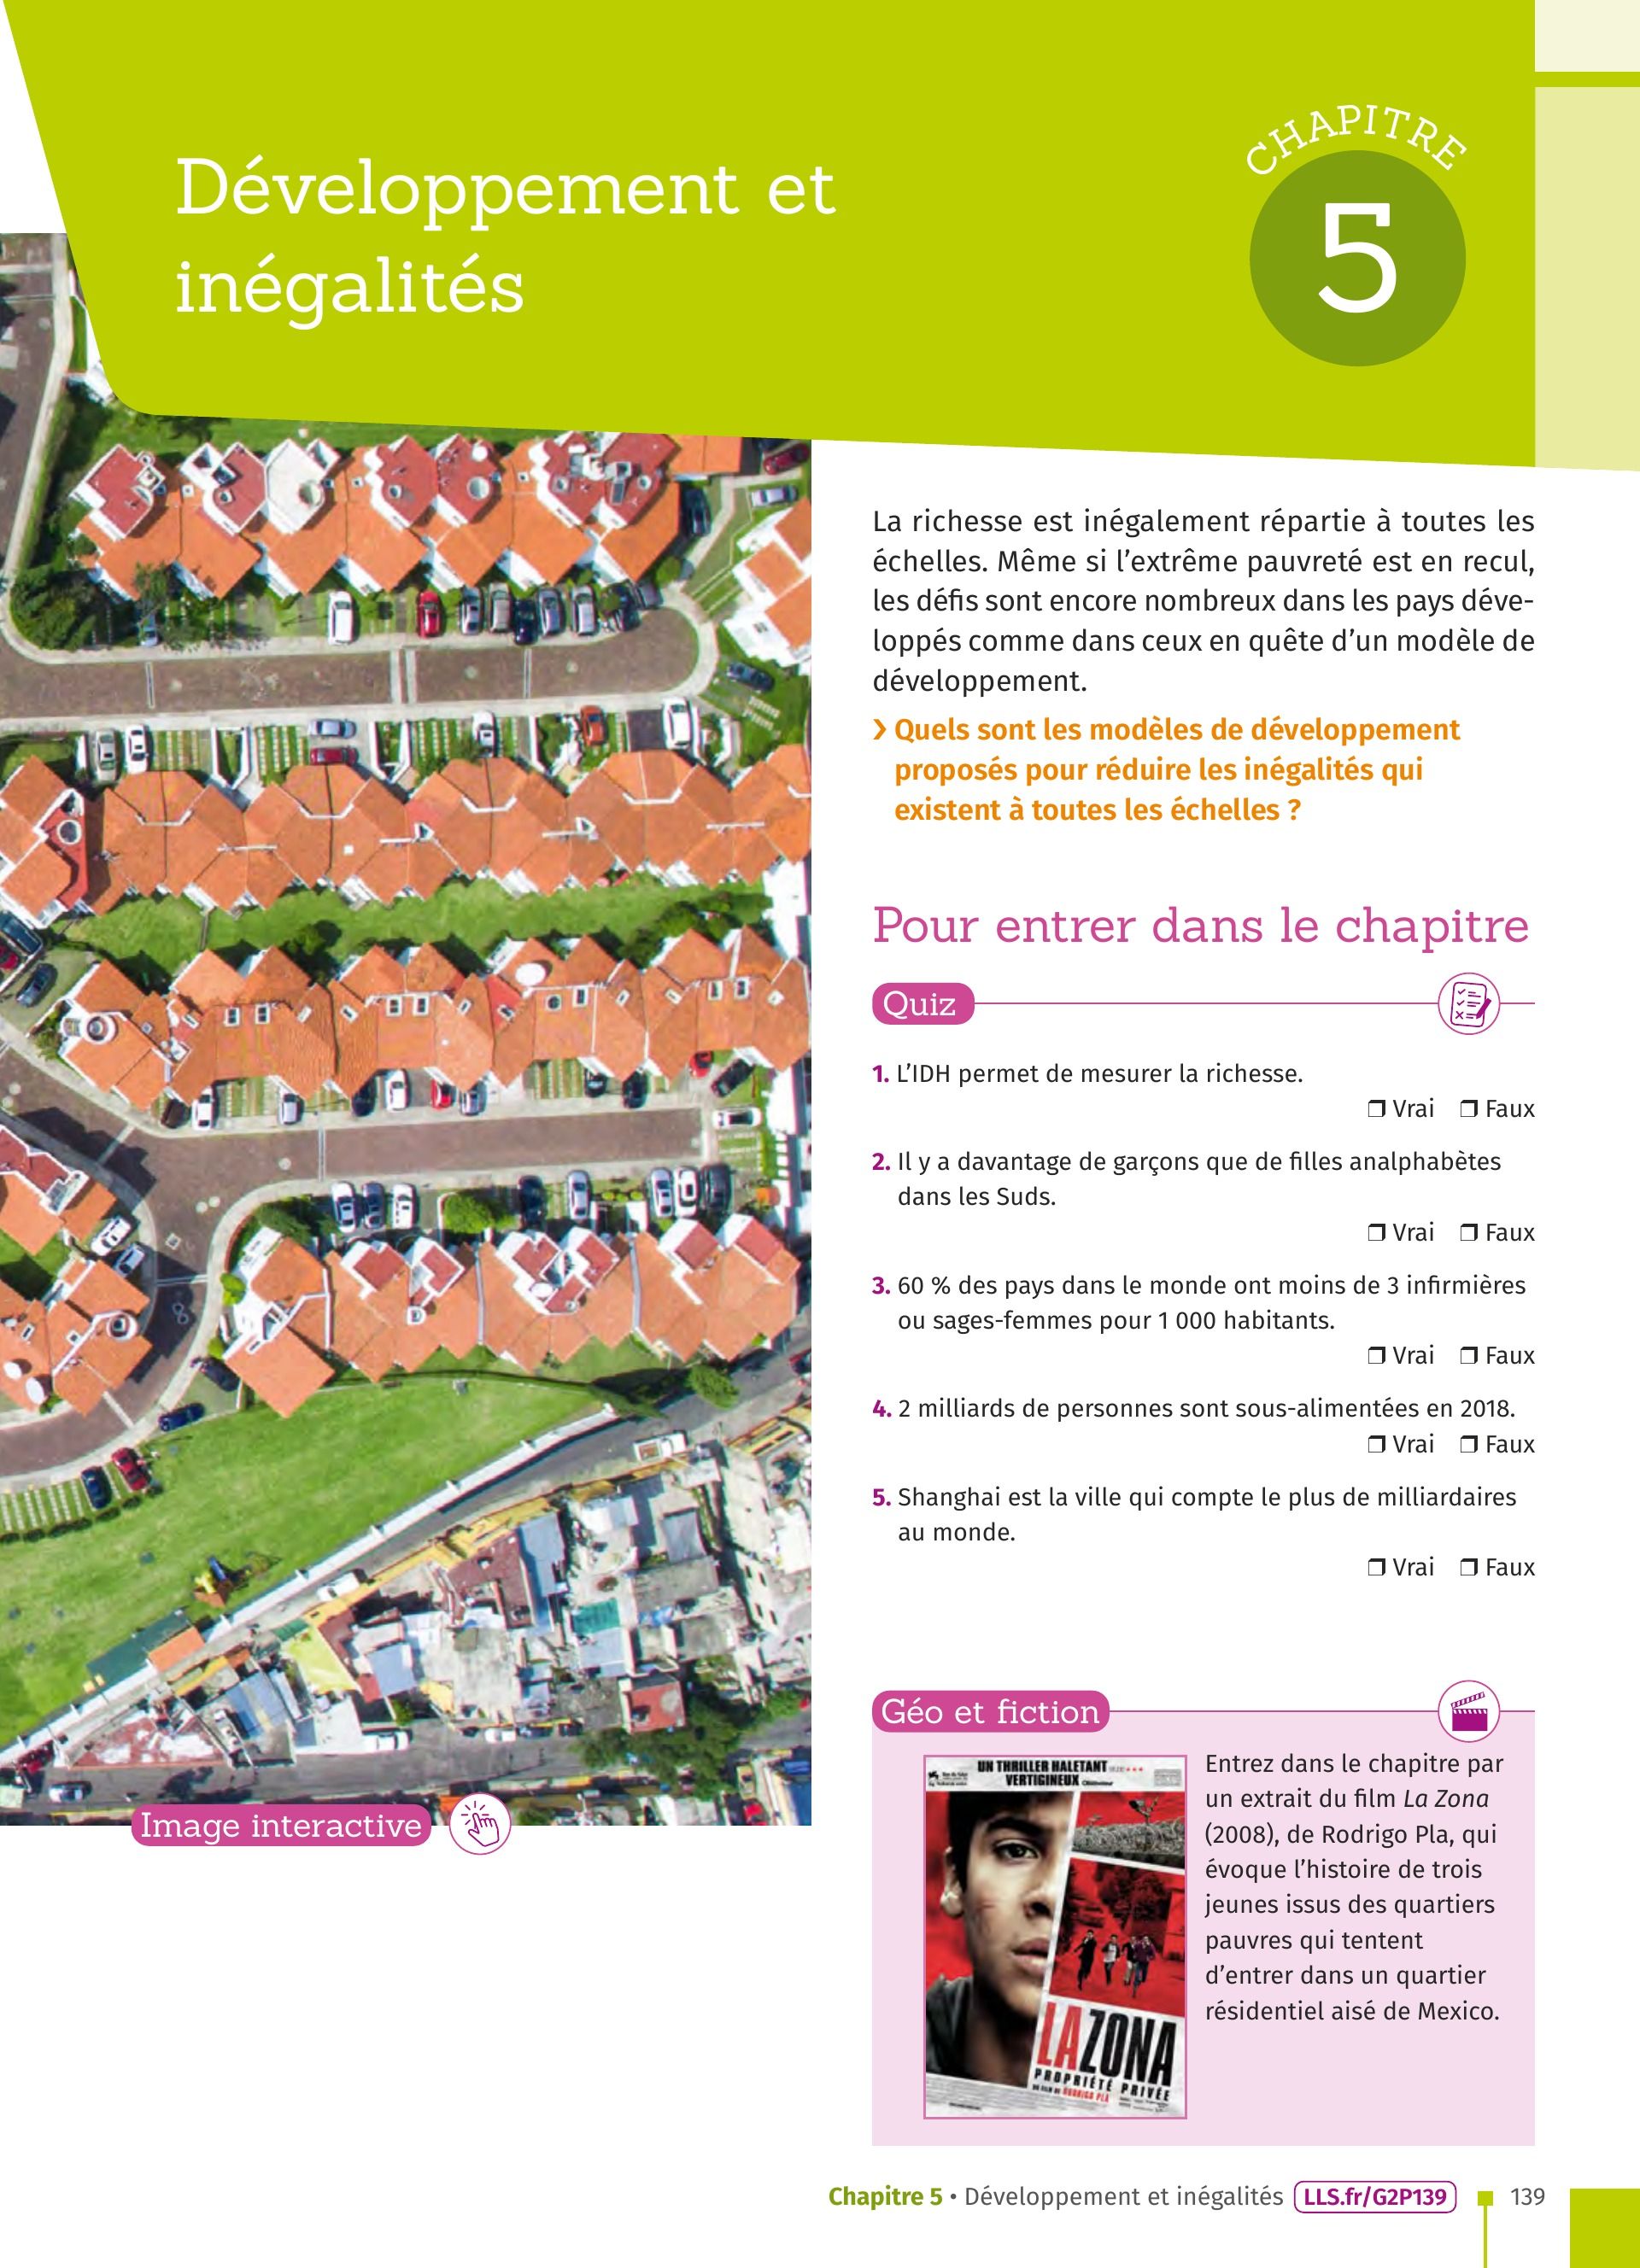 CHAPITRE
5
Développement et
inégalités
La richesse est inégalement répartie à toutes les
échelles. Même si l’extrême pauvreté est en recul,
les défis sont encore nombreux dans les pays déve-
loppés comme dans ceux en quête d’un modèle de
développement.
› Quels sont les modèles de développement
proposés pour réduire les inégalités qui
existent à toutes les échelles ?
Pour entrer dans le chapitre
Quiz
1. L’IDH permet de mesurer la richesse.
❒ Vrai ❒ Faux
2. Il y a davantage de garçons que de filles analphabètes
dans les Suds.
❒ Vrai ❒ Faux
3. 60 % des pays dans le monde ont moins de 3 infirmières
ou sages-femmes pour 1 000 habitants.
❒ Vrai ❒ Faux
4. 2 milliards de personnes sont sous-alimentées en 2018.
❒ Vrai ❒ Faux
5. Shanghai est la ville qui compte le plus de milliardaires
au monde.
❒ Vrai ❒ Faux
Image interactive
Géo et fiction
UN THRILLER HALETANT
VERTIGINEUX
LA ZONA
PROPRIÉTÉ PRIVÉE
UN FILM DE RODRIGO PLA
Entrez dans le chapitre par
un extrait du film La Zona
(2008), de Rodrigo Pla, qui
évoque l’histoire de trois
jeunes issus des quartiers
pauvres qui tentent
d’entrer dans un quartier
résidentiel aisé de Mexico.
Chapitre 5 • Développement et inégalités LLS.fr/G2P139 139